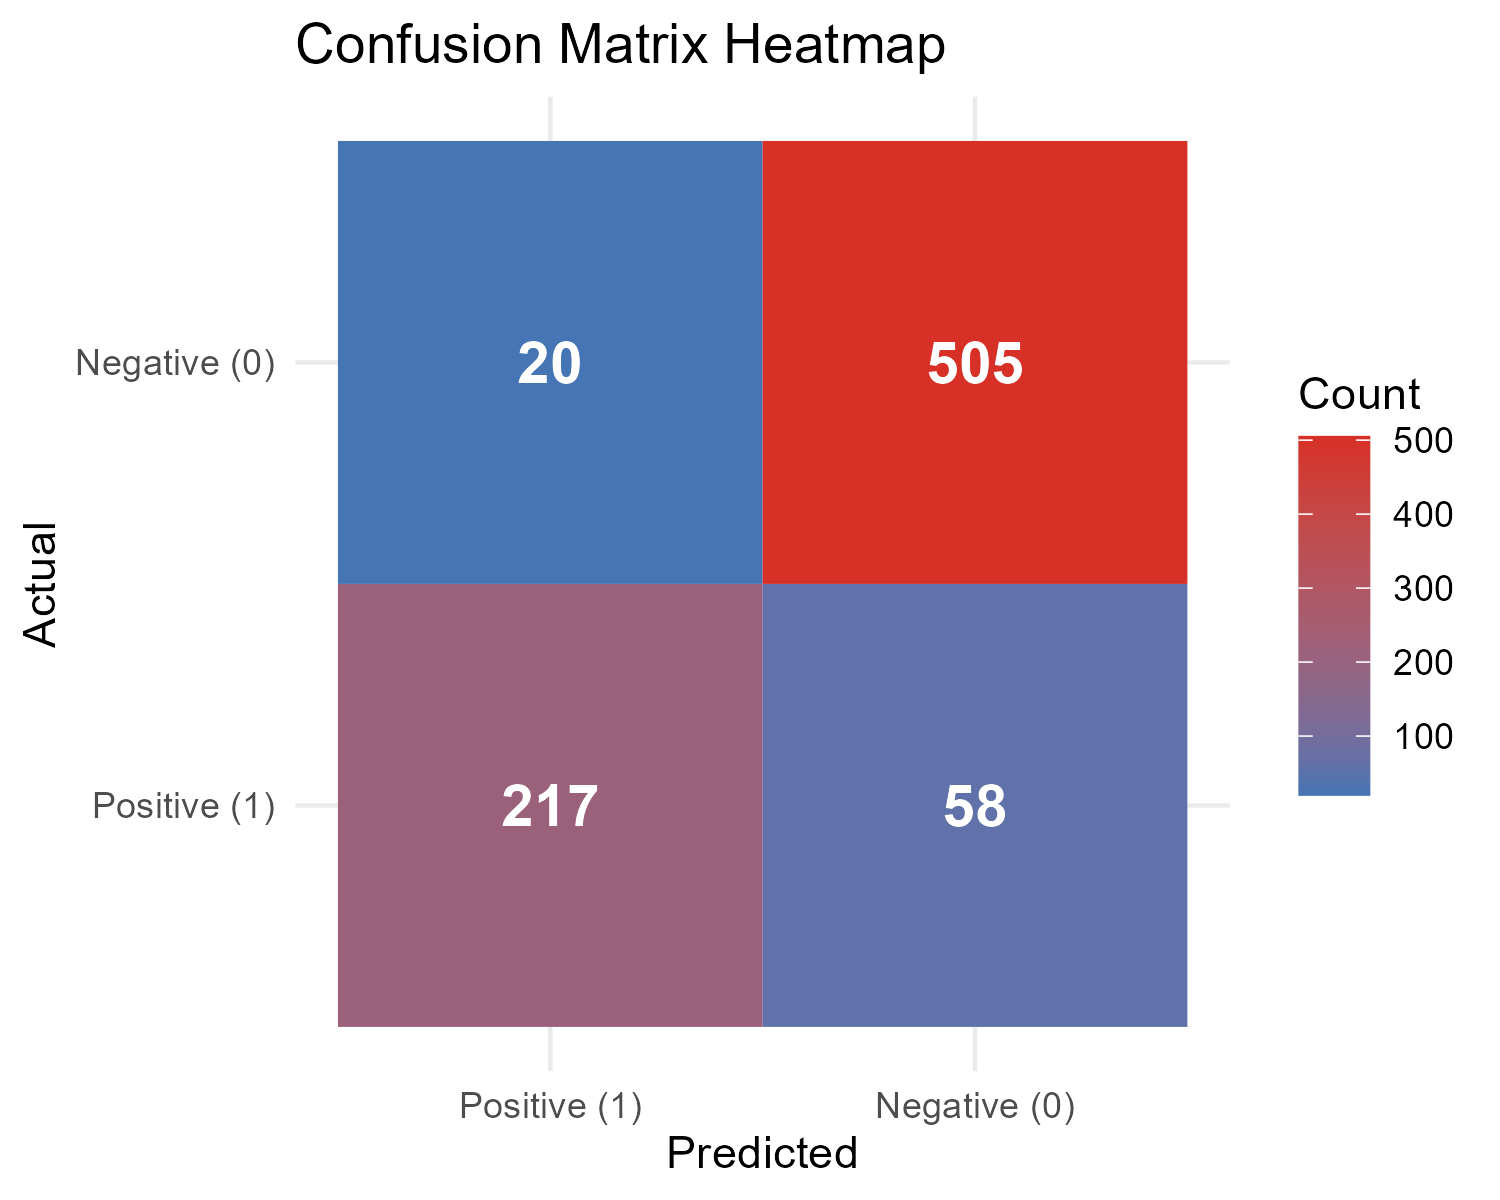 Confusion Matrix Heatmap
Actual
Negative (0)
20
505
Positive (1)
217
58
Positive (1)
Negative (0)
Predicted
Count
500
400
300
200
100